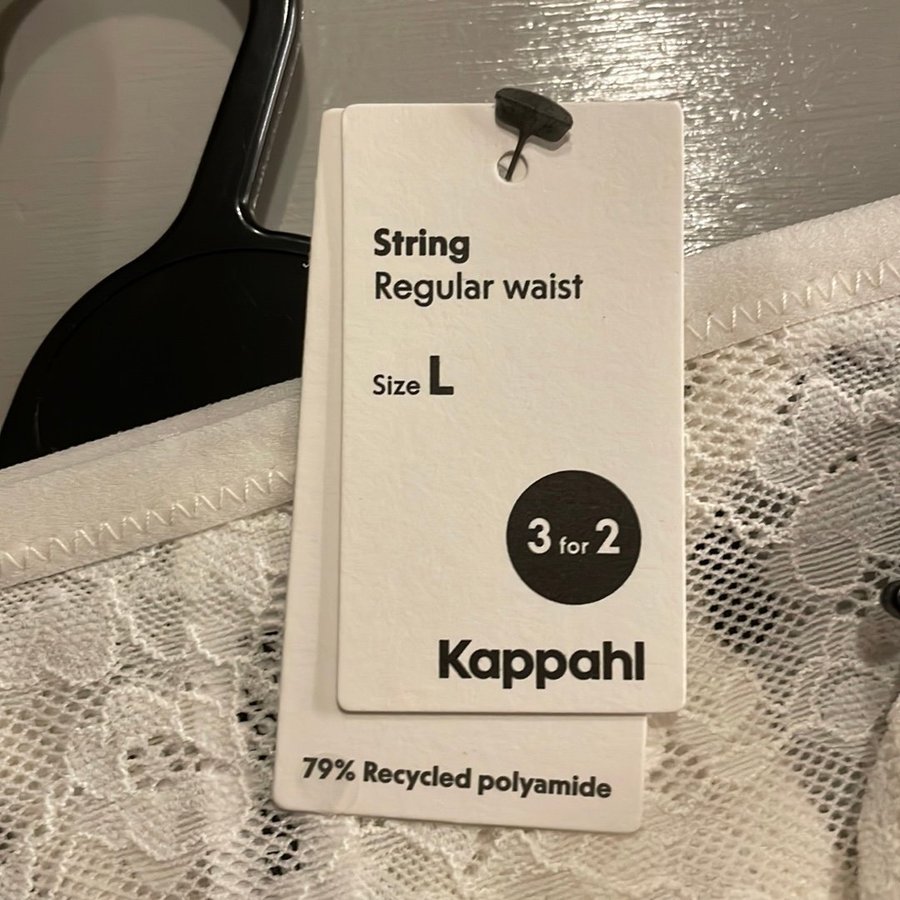 String
Regular waist
Size L
3 for 2
Kappahl
79% Recycled polyamide